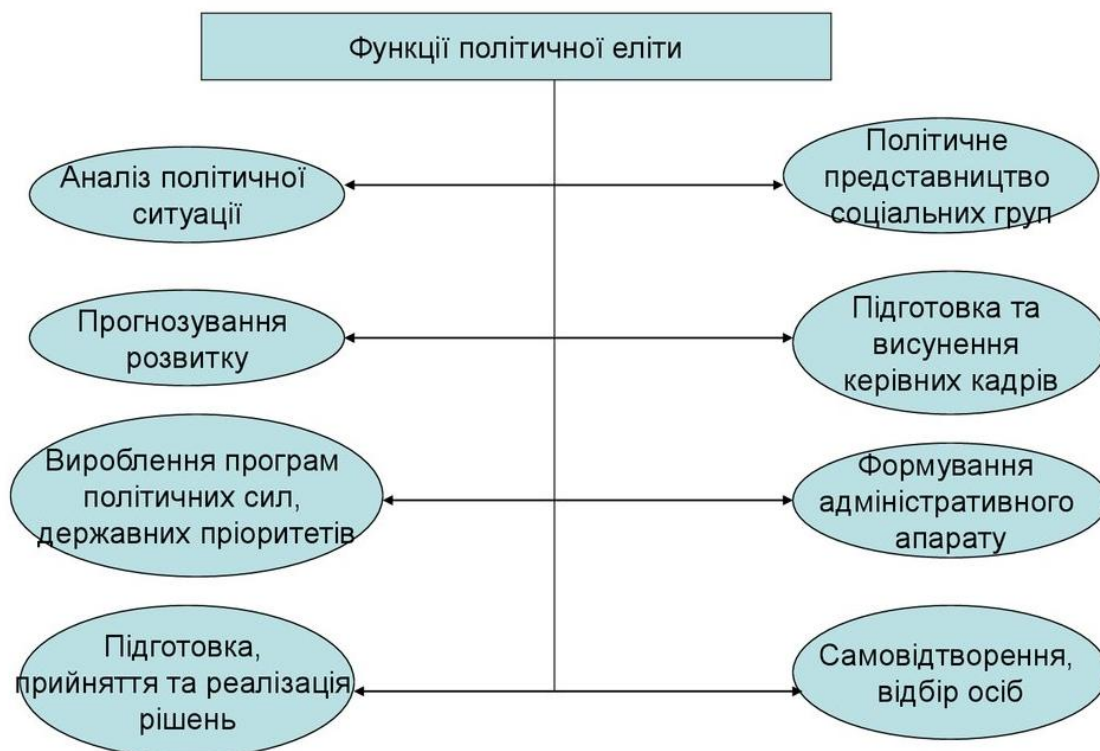 Функції політичної еліти
Аналіз політичної
ситуації
Політичне
представництво
соціальних груп
Прогнозування
розвитку
Підготовка та
висунення
керівних кадрів
Вироблення програм
політичних сил,
державних пріоритетів
Формування
адміністративного
апарату
Підготовка,
прийняття та реалізація
рішень
Самовідтворення,
відбір осіб